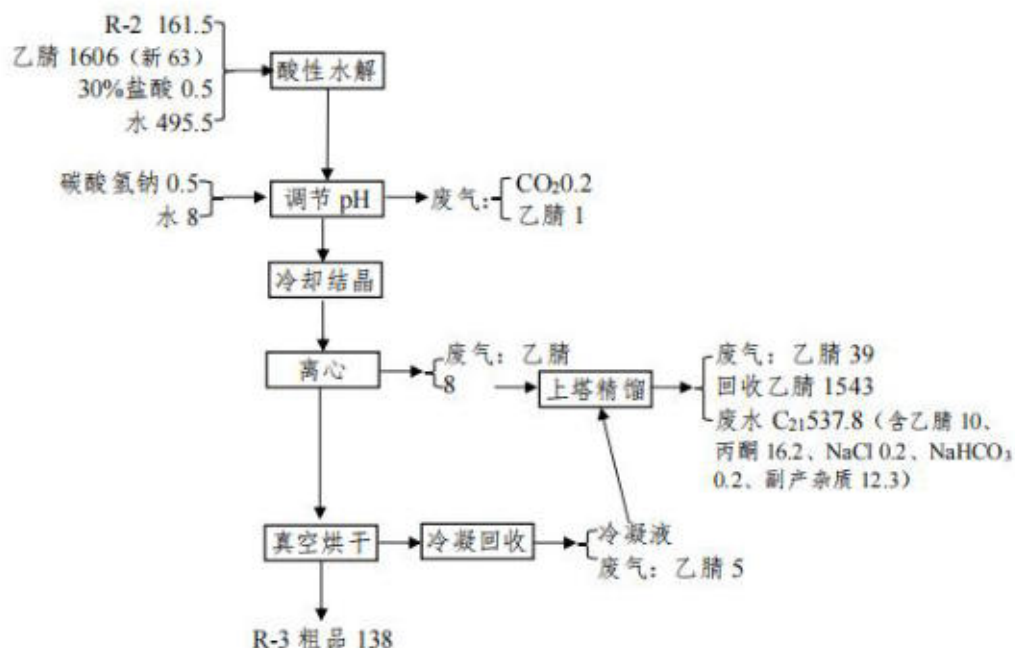 R-2 161.5
乙腈 1606（新 63）
30%盐酸 0.5
水 495.5
酸性水解
碳酸氢钠 0.5
水 8
调节 pH
废气：
CO₂0.2
乙腈 1
冷却结晶
离心
废气：乙腈
8
上塔精馏
废气：乙腈 39
回收乙腈 1543
废水 C₂₁537.8（含乙腈 10、
丙酮 16.2、NaCl 0.2、NaHCO₃
0.2、副产杂质 12.3）
真空烘干
冷凝回收
冷凝液
废气：乙腈 5
R-3 粗品 138